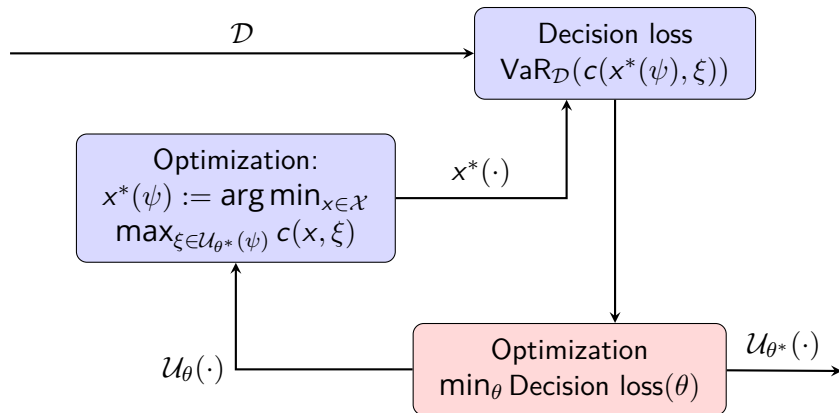 𝒟
Decision loss
VaR_𝒟(c(x*(ψ), ξ))
Optimization:
x*(ψ) := arg min_{x∈𝒳}
max_{ξ∈𝒰_{θ*}(ψ)} c(x, ξ)
x*(·)
𝒰_θ(·)
Optimization
min_θ Decision loss(θ)
𝒰_{θ*}(·)